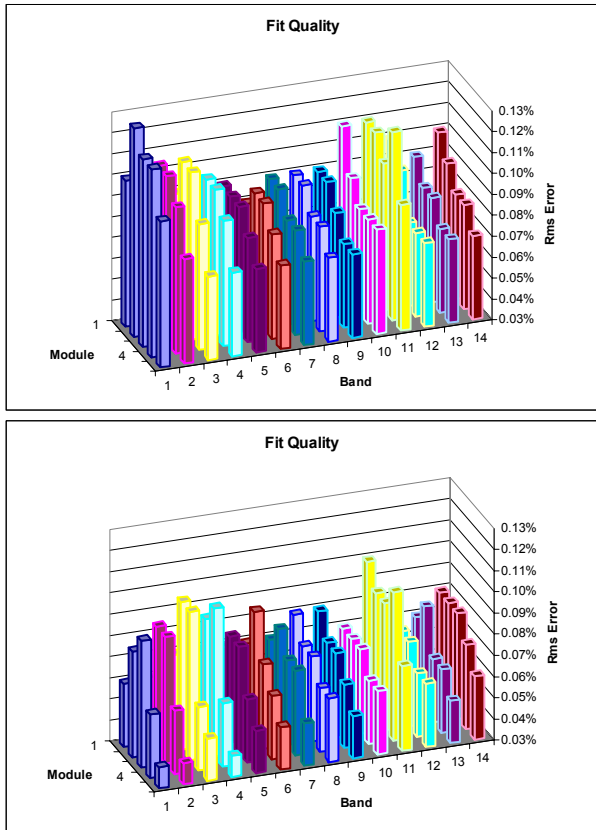 Fit Quality
0.13%
0.12%
0.11%
0.10%
0.09%
0.08%
0.07%
0.06%
0.05%
0.04%
0.03%
Rms Error
1
4
Module
1 2 3 4 5 6 7 8 9 10 11 12 13 14
Band
Fit Quality
0.13%
0.12%
0.11%
0.10%
0.09%
0.08%
0.07%
0.06%
0.05%
0.04%
0.03%
Rms Error
1
4
Module
1 2 3 4 5 6 7 8 9 10 11 12 13 14
Band